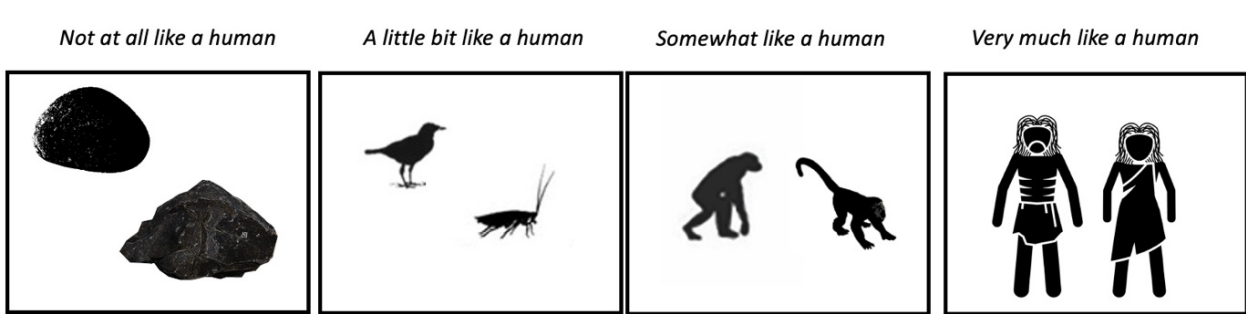 Not at all like a human
A little bit like a human
Somewhat like a human
Very much like a human